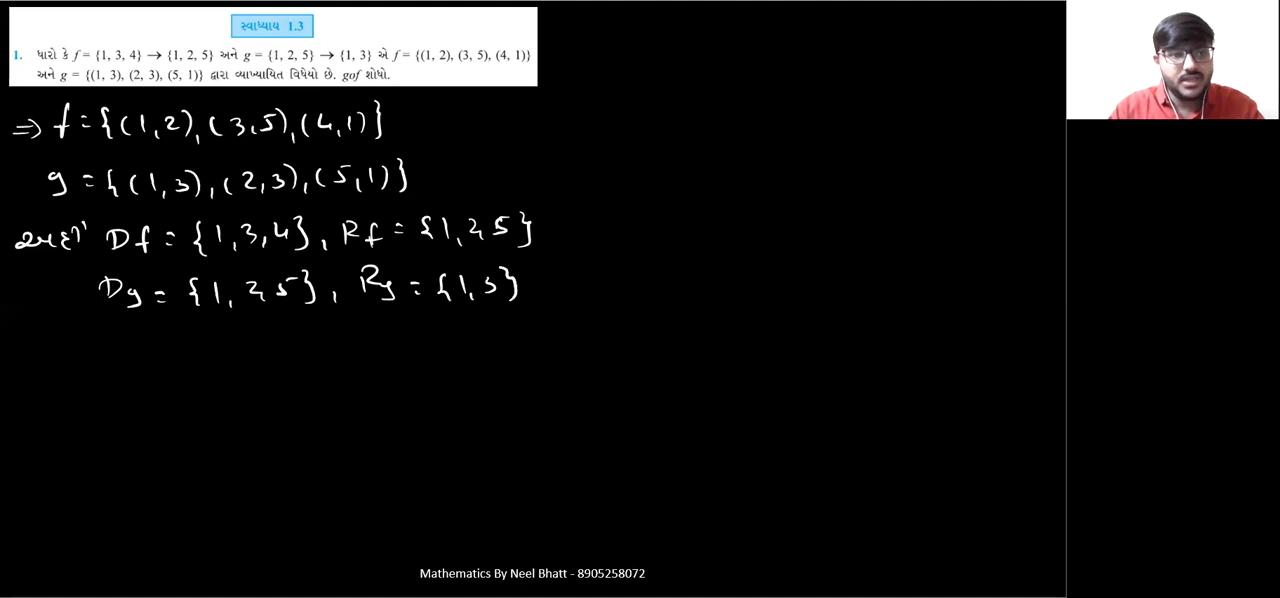 સ્વાધ્યાય 1.3
1. ધારો કે f = {1, 3, 4} → {1, 2, 5} અને g = {1, 2, 5} → {1, 3} એ f = {(1, 2), (3, 5), (4, 1)}
અને g = {(1, 3), (2, 3), (5, 1)} દ્વારા વ્યાખ્યાયિત વિધેયો છે. gof શોધો.
⇒ f = {(1,2), (3,5), (4,1)}
g = {(1,3), (2,3), (5,1)}
અહીં Df = {1,3,4}, Rf = {1,2,5}
Dg = {1,2,5}, Rg = {1,3}
Mathematics By Neel Bhatt - 8905258072